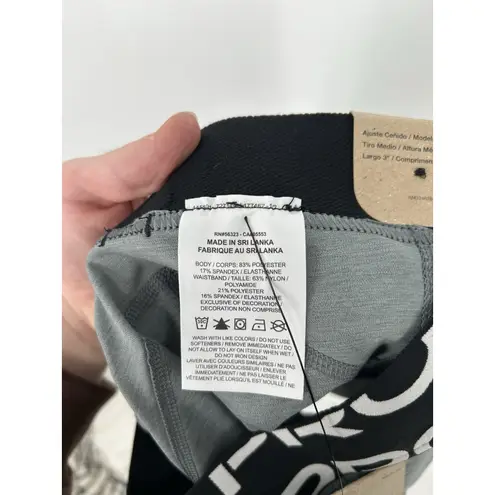 Ajuste Ceñido / Model
Tiro Medio / Altura Mé
Largo 3" / Comprimen
RN#56323 - CA#05553
MADE IN SRI LANKA
FABRIQUE AU SRI LANKA
BODY / CORPS: 83% POLYESTER
17% SPANDEX / ELASTHANNE
WAISTBAND / TAILLE: 63% NYLON /
POLYAMIDE
21% POLYESTER
16% SPANDEX / ELASTHANNE
EXCLUSIVE OF DECORATION /
DECORATION NON COMPRISE
WASH WITH LIKE COLORS / DO NOT USE
SOFTENERS / REMOVE PROMPTLY / DO
NOT ALLOW TO LAY ON ITSELF WHEN WET /
DO NOT IRON DESIGN
LAVER AVEC COULEURS SIMILAIRES / NE PAS
UTILISER D'ADOUCISSEUR / ENLEVER
IMMÉDIATEMENT / NE PAS LAISSER LE
VÊTEMENT PLIÉ LORSQU'IL EST MOUILLÉ / NE
PRO